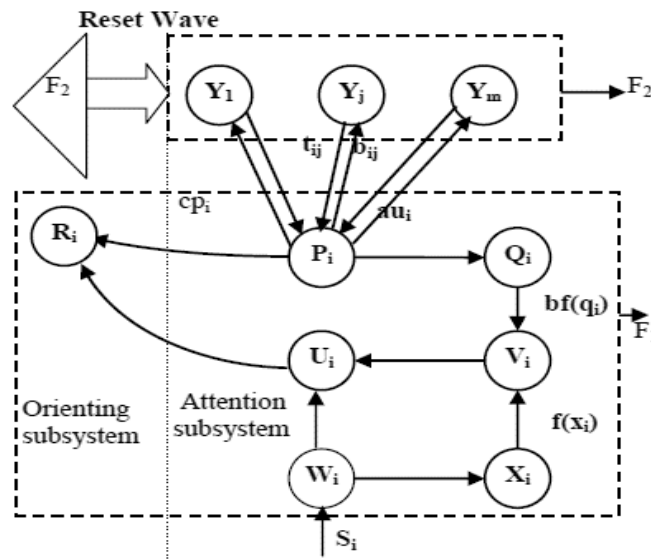 Reset Wave
F₂
Y₁ Yⱼ Yₘ
F₂
tᵢⱼ bᵢⱼ
cpᵢ auᵢ
Rᵢ
Pᵢ Qᵢ
bf(qᵢ)
F
Uᵢ Vᵢ
Orienting subsystem
Attention subsystem
f(xᵢ)
Wᵢ Xᵢ
Sᵢ